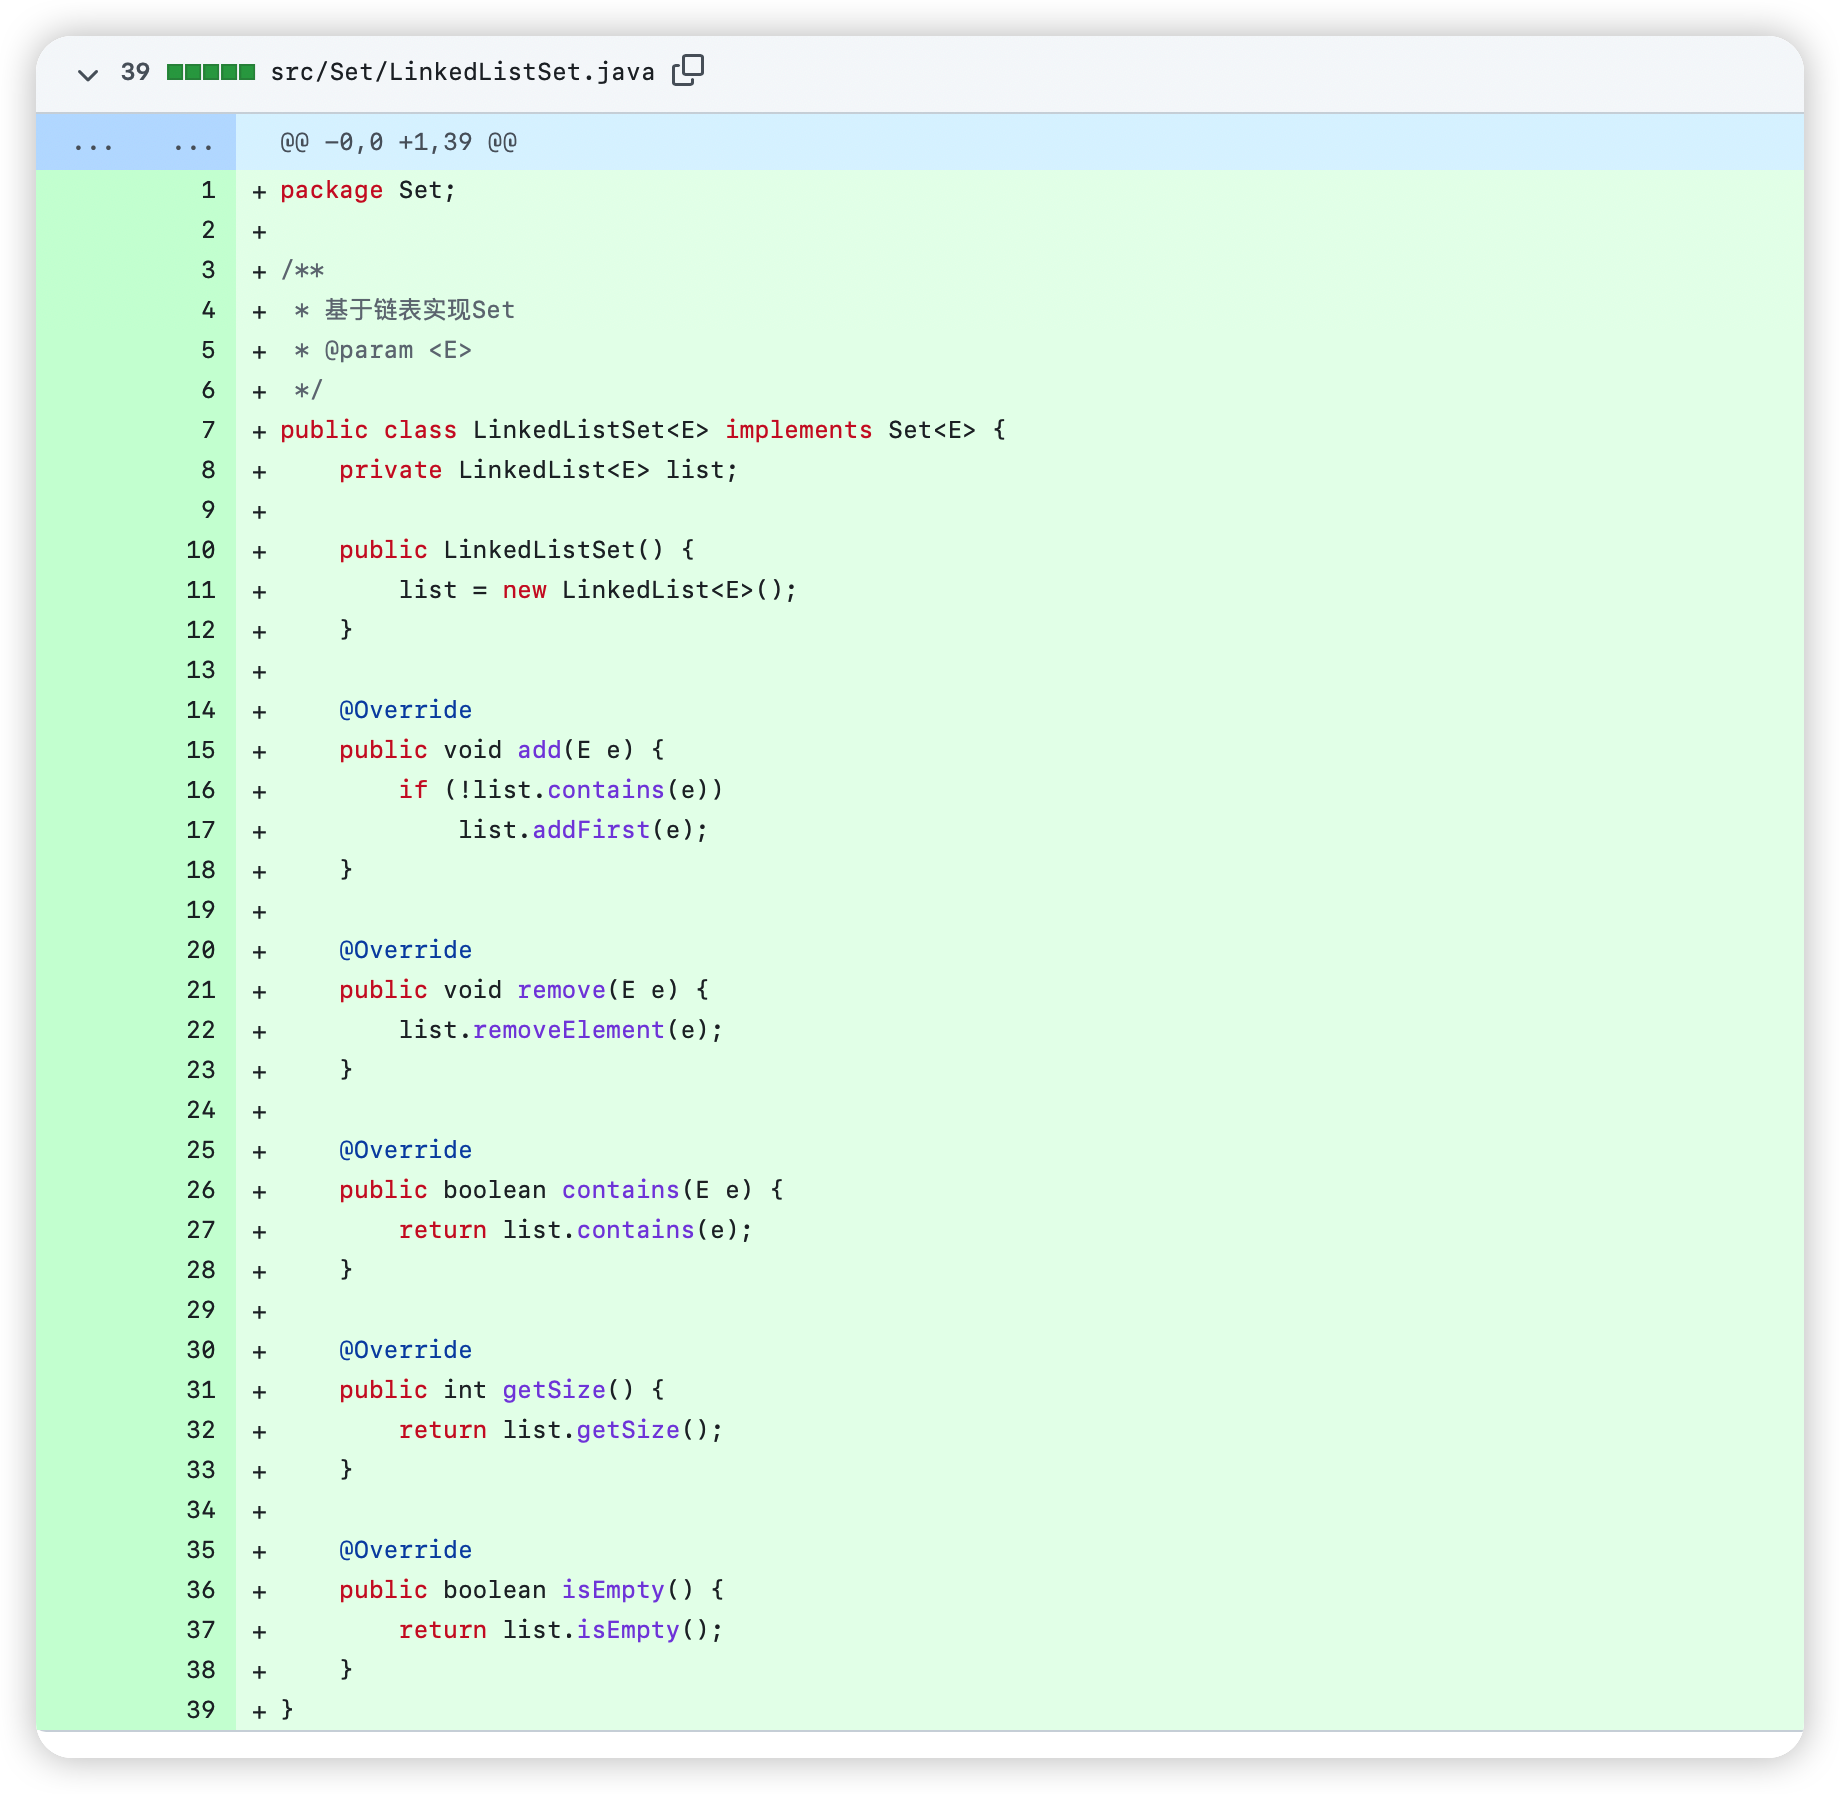 39 src/Set/LinkedListSet.java
... ... @@ -0,0 +1,39 @@
1 + package Set;
2 +
3 + /**
4 +  * 基于链表实现Set
5 +  * @param <E>
6 +  */
7 + public class LinkedListSet<E> implements Set<E> {
8 +     private LinkedList<E> list;
9 +
10 +     public LinkedListSet() {
11 +         list = new LinkedList<E>();
12 +     }
13 +
14 +     @Override
15 +     public void add(E e) {
16 +         if (!list.contains(e))
17 +             list.addFirst(e);
18 +     }
19 +
20 +     @Override
21 +     public void remove(E e) {
22 +         list.removeElement(e);
23 +     }
24 +
25 +     @Override
26 +     public boolean contains(E e) {
27 +         return list.contains(e);
28 +     }
29 +
30 +     @Override
31 +     public int getSize() {
32 +         return list.getSize();
33 +     }
34 +
35 +     @Override
36 +     public boolean isEmpty() {
37 +         return list.isEmpty();
38 +     }
39 + }